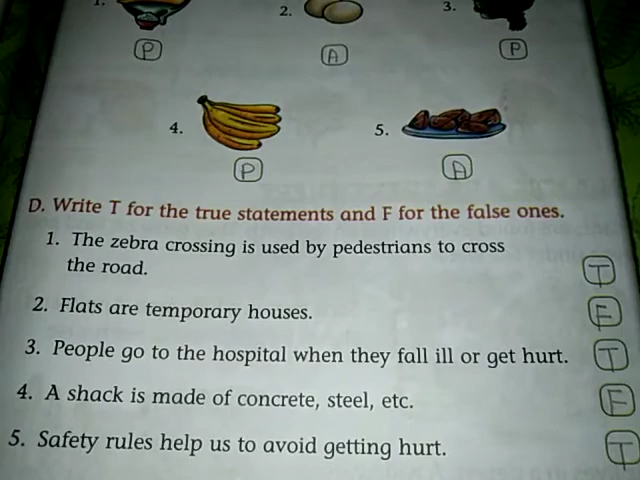 1. 2. 3.
P A P
4. 5.
P A
D. Write T for the true statements and F for the false ones.
1. The zebra crossing is used by pedestrians to cross
the road. T
2. Flats are temporary houses. F
3. People go to the hospital when they fall ill or get hurt. T
4. A shack is made of concrete, steel, etc. F
5. Safety rules help us to avoid getting hurt. T